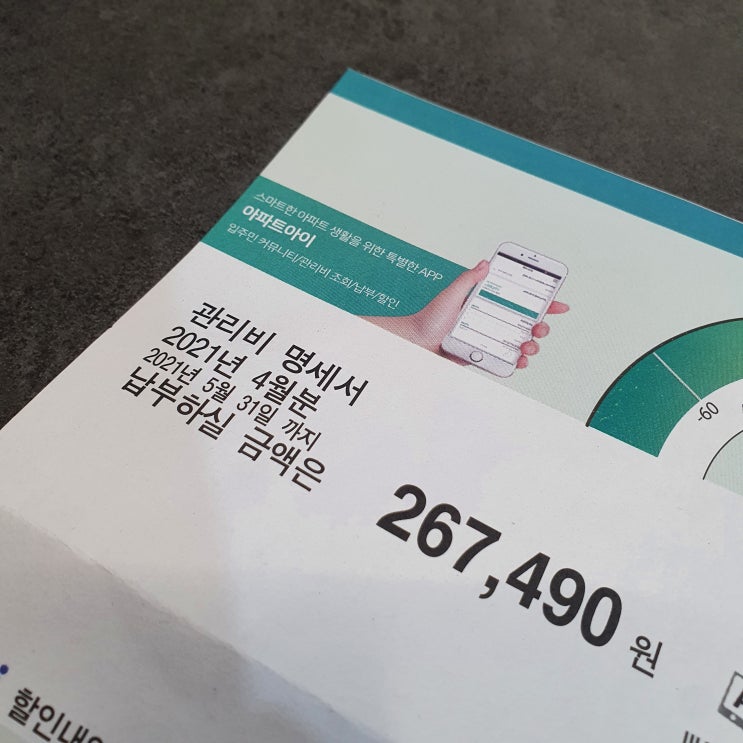 스마트한 아파트 생활을 위한 특별한 APP
아파트아이
입주민 커뮤니티/관리비 조회/납부/할인
관리비 명세서
2021년 4월분
2021년 5월 31일 까지
납부하실 금액은
267,490 원
-60
할인내